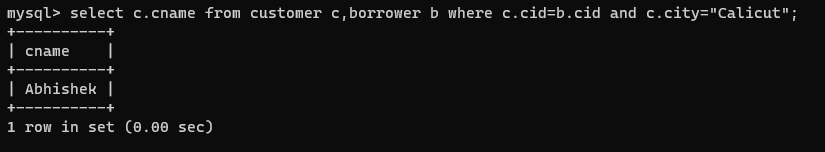 mysql> select c.cname from customer c,borrower b where c.cid=b.cid and c.city="Calicut";
+----------+
| cname    |
+----------+
| Abhishek |
+----------+
1 row in set (0.00 sec)